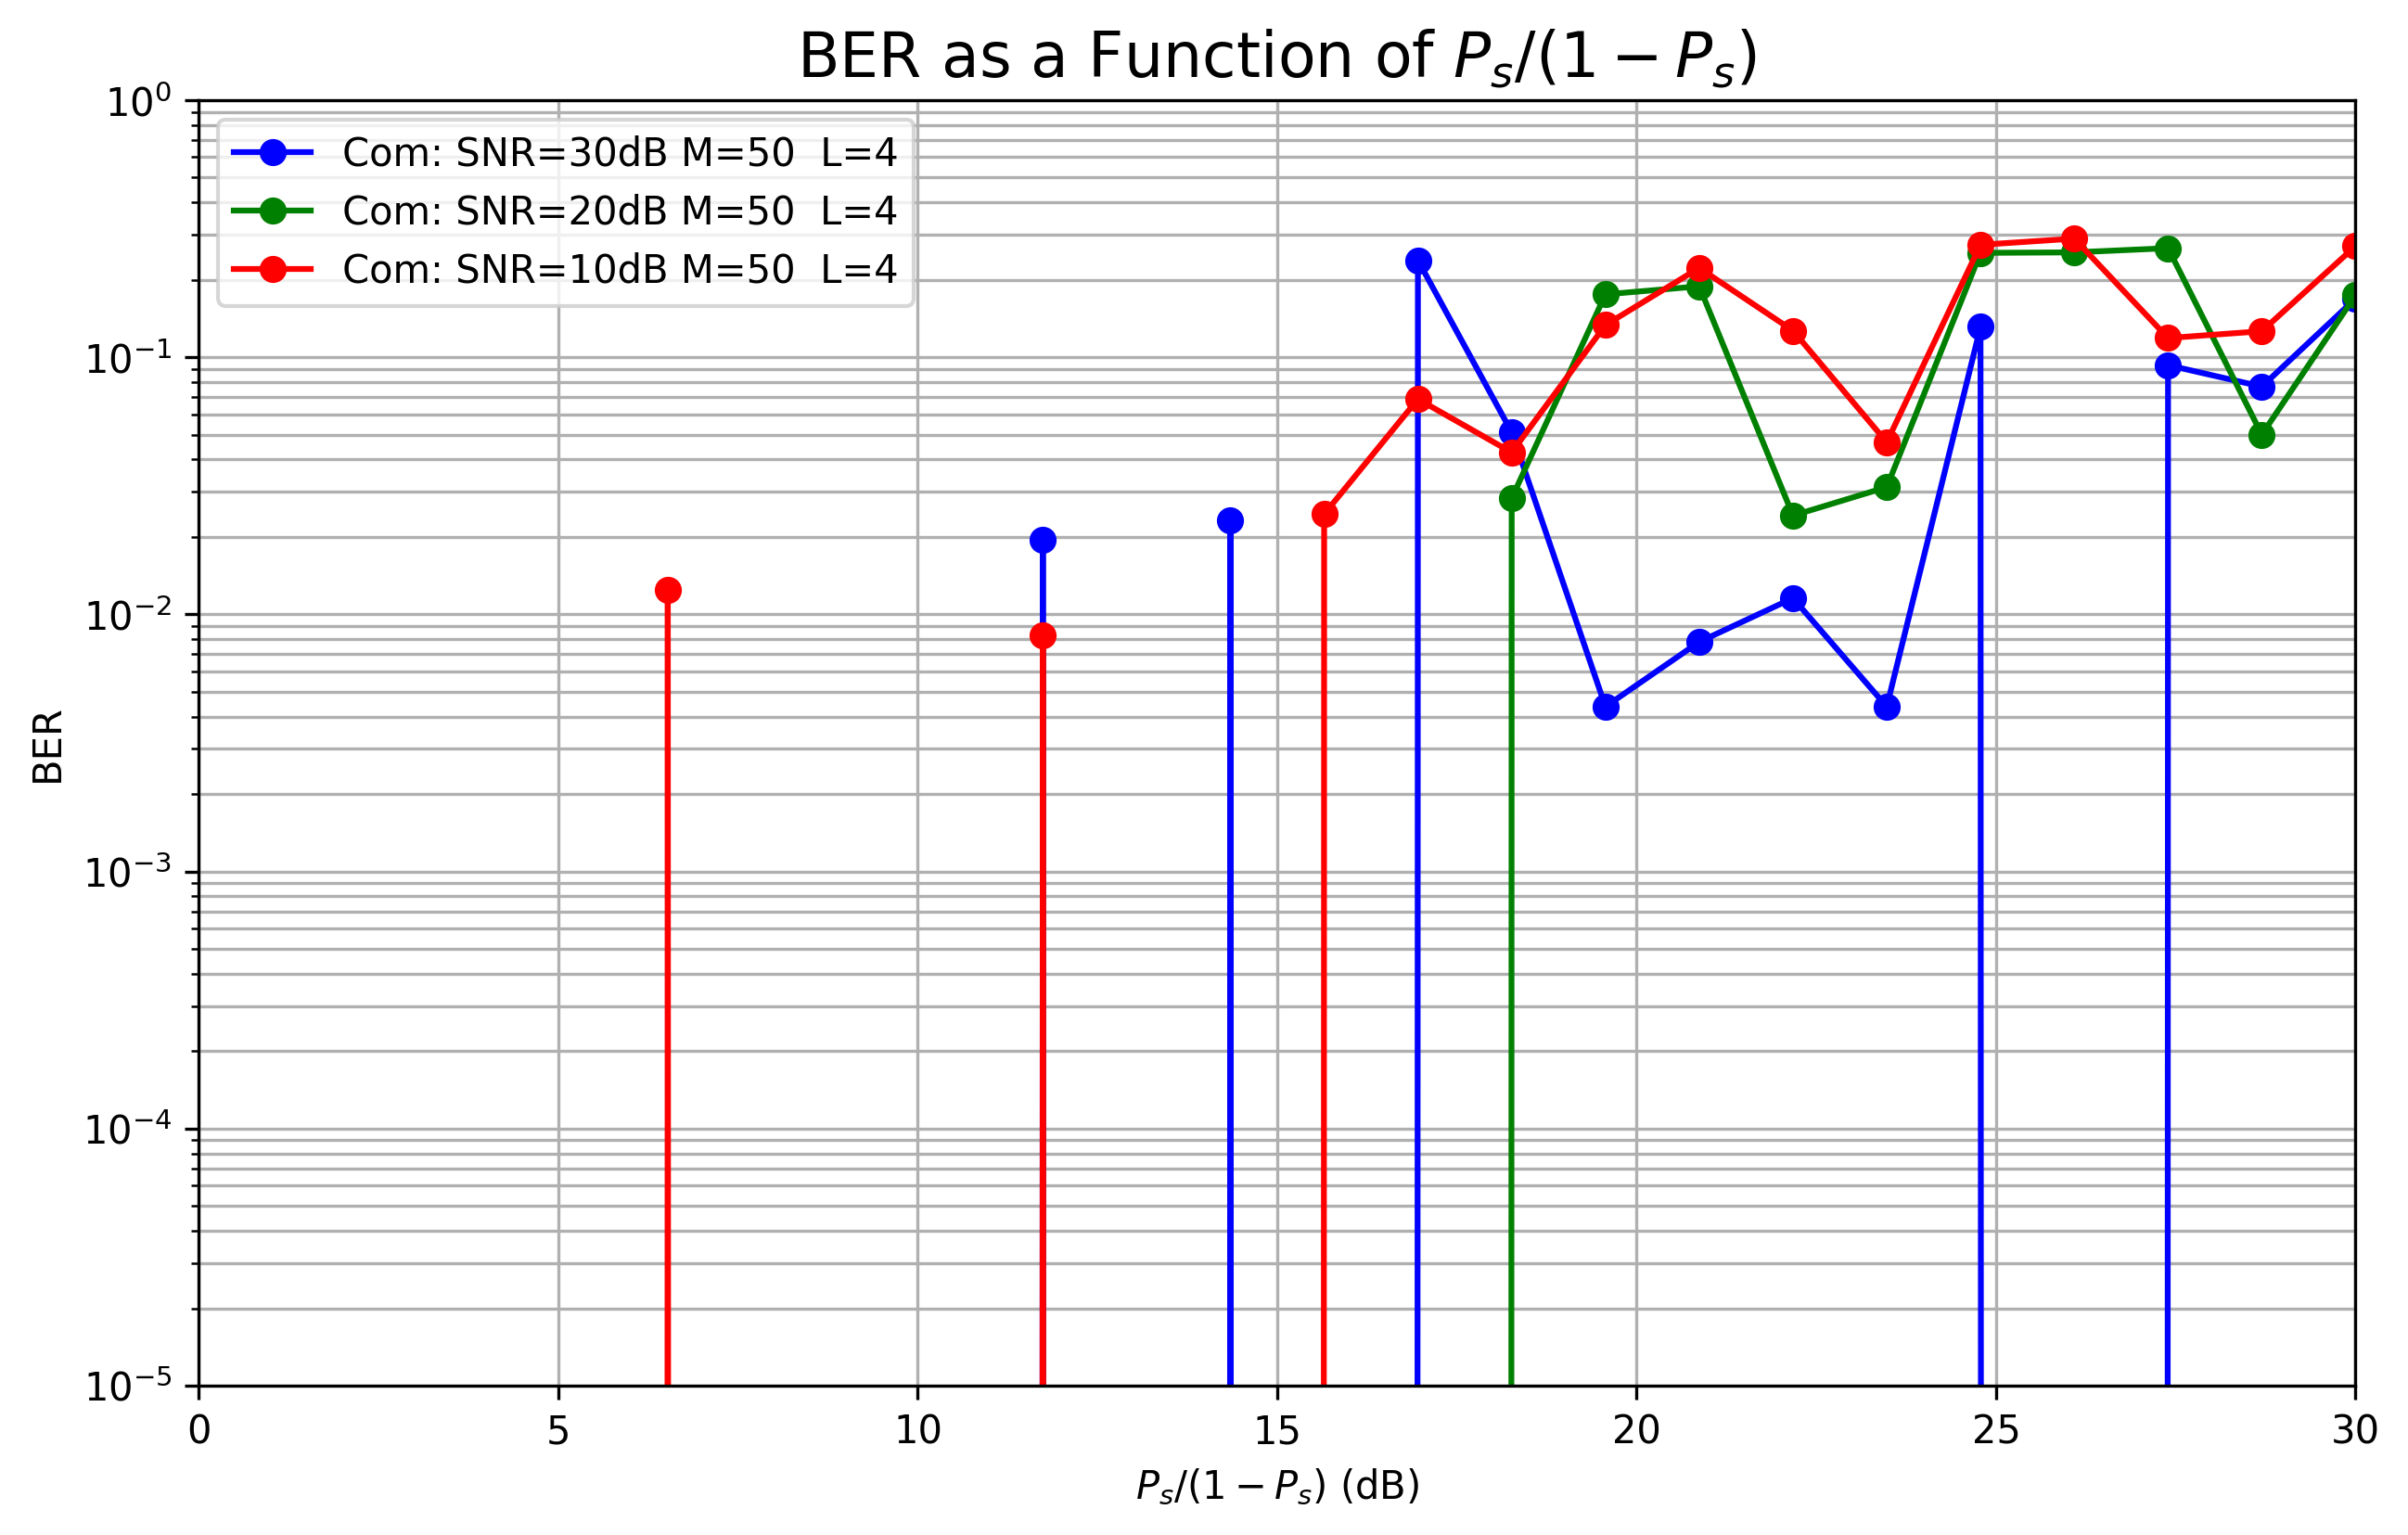 BER as a Function of $P_s/(1-P_s)$
Com: SNR=30dB M=50  L=4
Com: SNR=20dB M=50  L=4
Com: SNR=10dB M=50  L=4
10⁰
10⁻¹
10⁻²
10⁻³
10⁻⁴
10⁻⁵
BER
0 5 10 15 20 25 30
$P_s/(1-P_s)$ (dB)